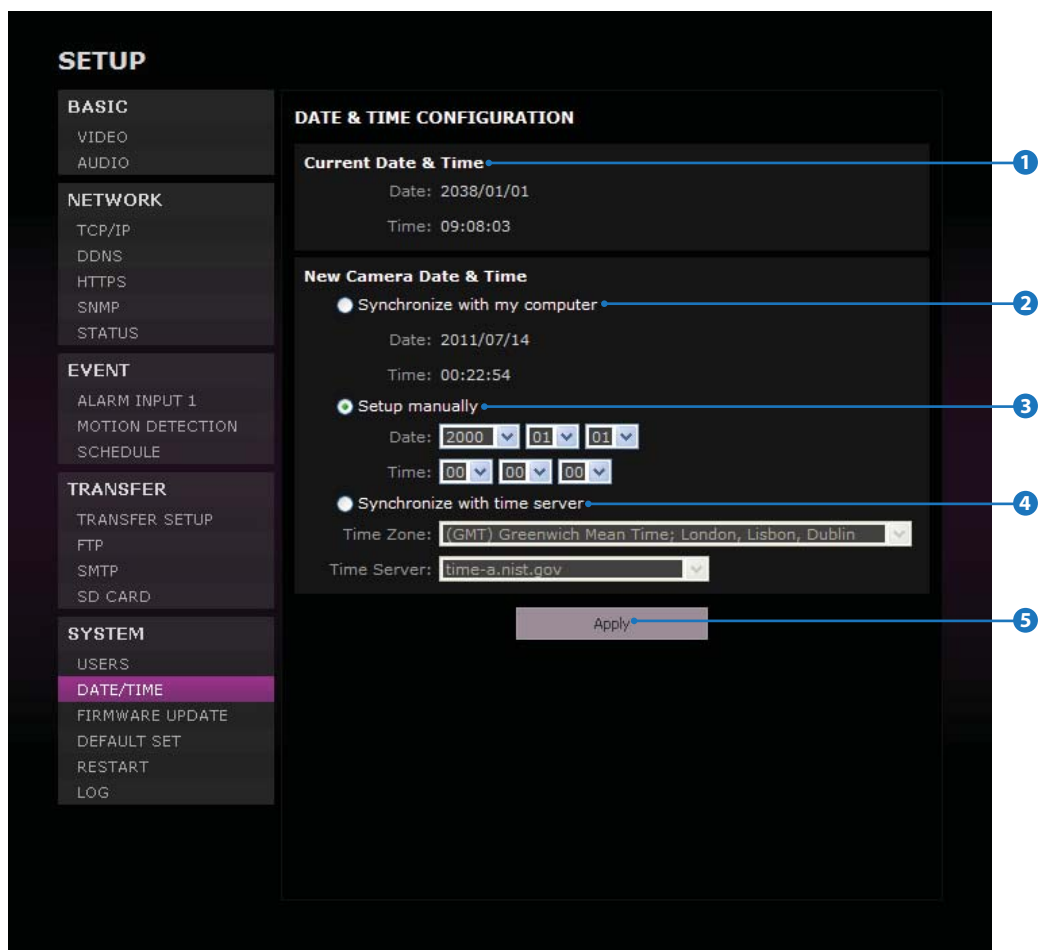 SETUP
BASIC
VIDEO
AUDIO
NETWORK
TCP/IP
DDNS
HTTPS
SNMP
STATUS
EVENT
ALARM INPUT 1
MOTION DETECTION
SCHEDULE
TRANSFER
TRANSFER SETUP
FTP
SMTP
SD CARD
SYSTEM
USERS
DATE/TIME
FIRMWARE UPDATE
DEFAULT SET
RESTART
LOG
DATE & TIME CONFIGURATION
Current Date & Time 1
Date: 2038/01/01
Time: 09:08:03
New Camera Date & Time
Synchronize with my computer 2
Date: 2011/07/14
Time: 00:22:54
Setup manually 3
Date: 2000 01 01
Time: 00 00 00
Synchronize with time server 4
Time Zone: (GMT) Greenwich Mean Time; London, Lisbon, Dublin
Time Server: time-a.nist.gov
Apply 5